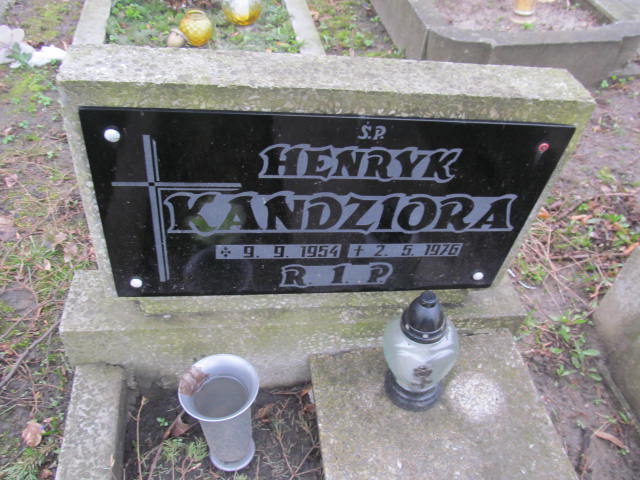 Ś.P.
HENRYK
KANDZIORA
* 9. 9. 1954 + 2. 5. 1976
R. I. P.